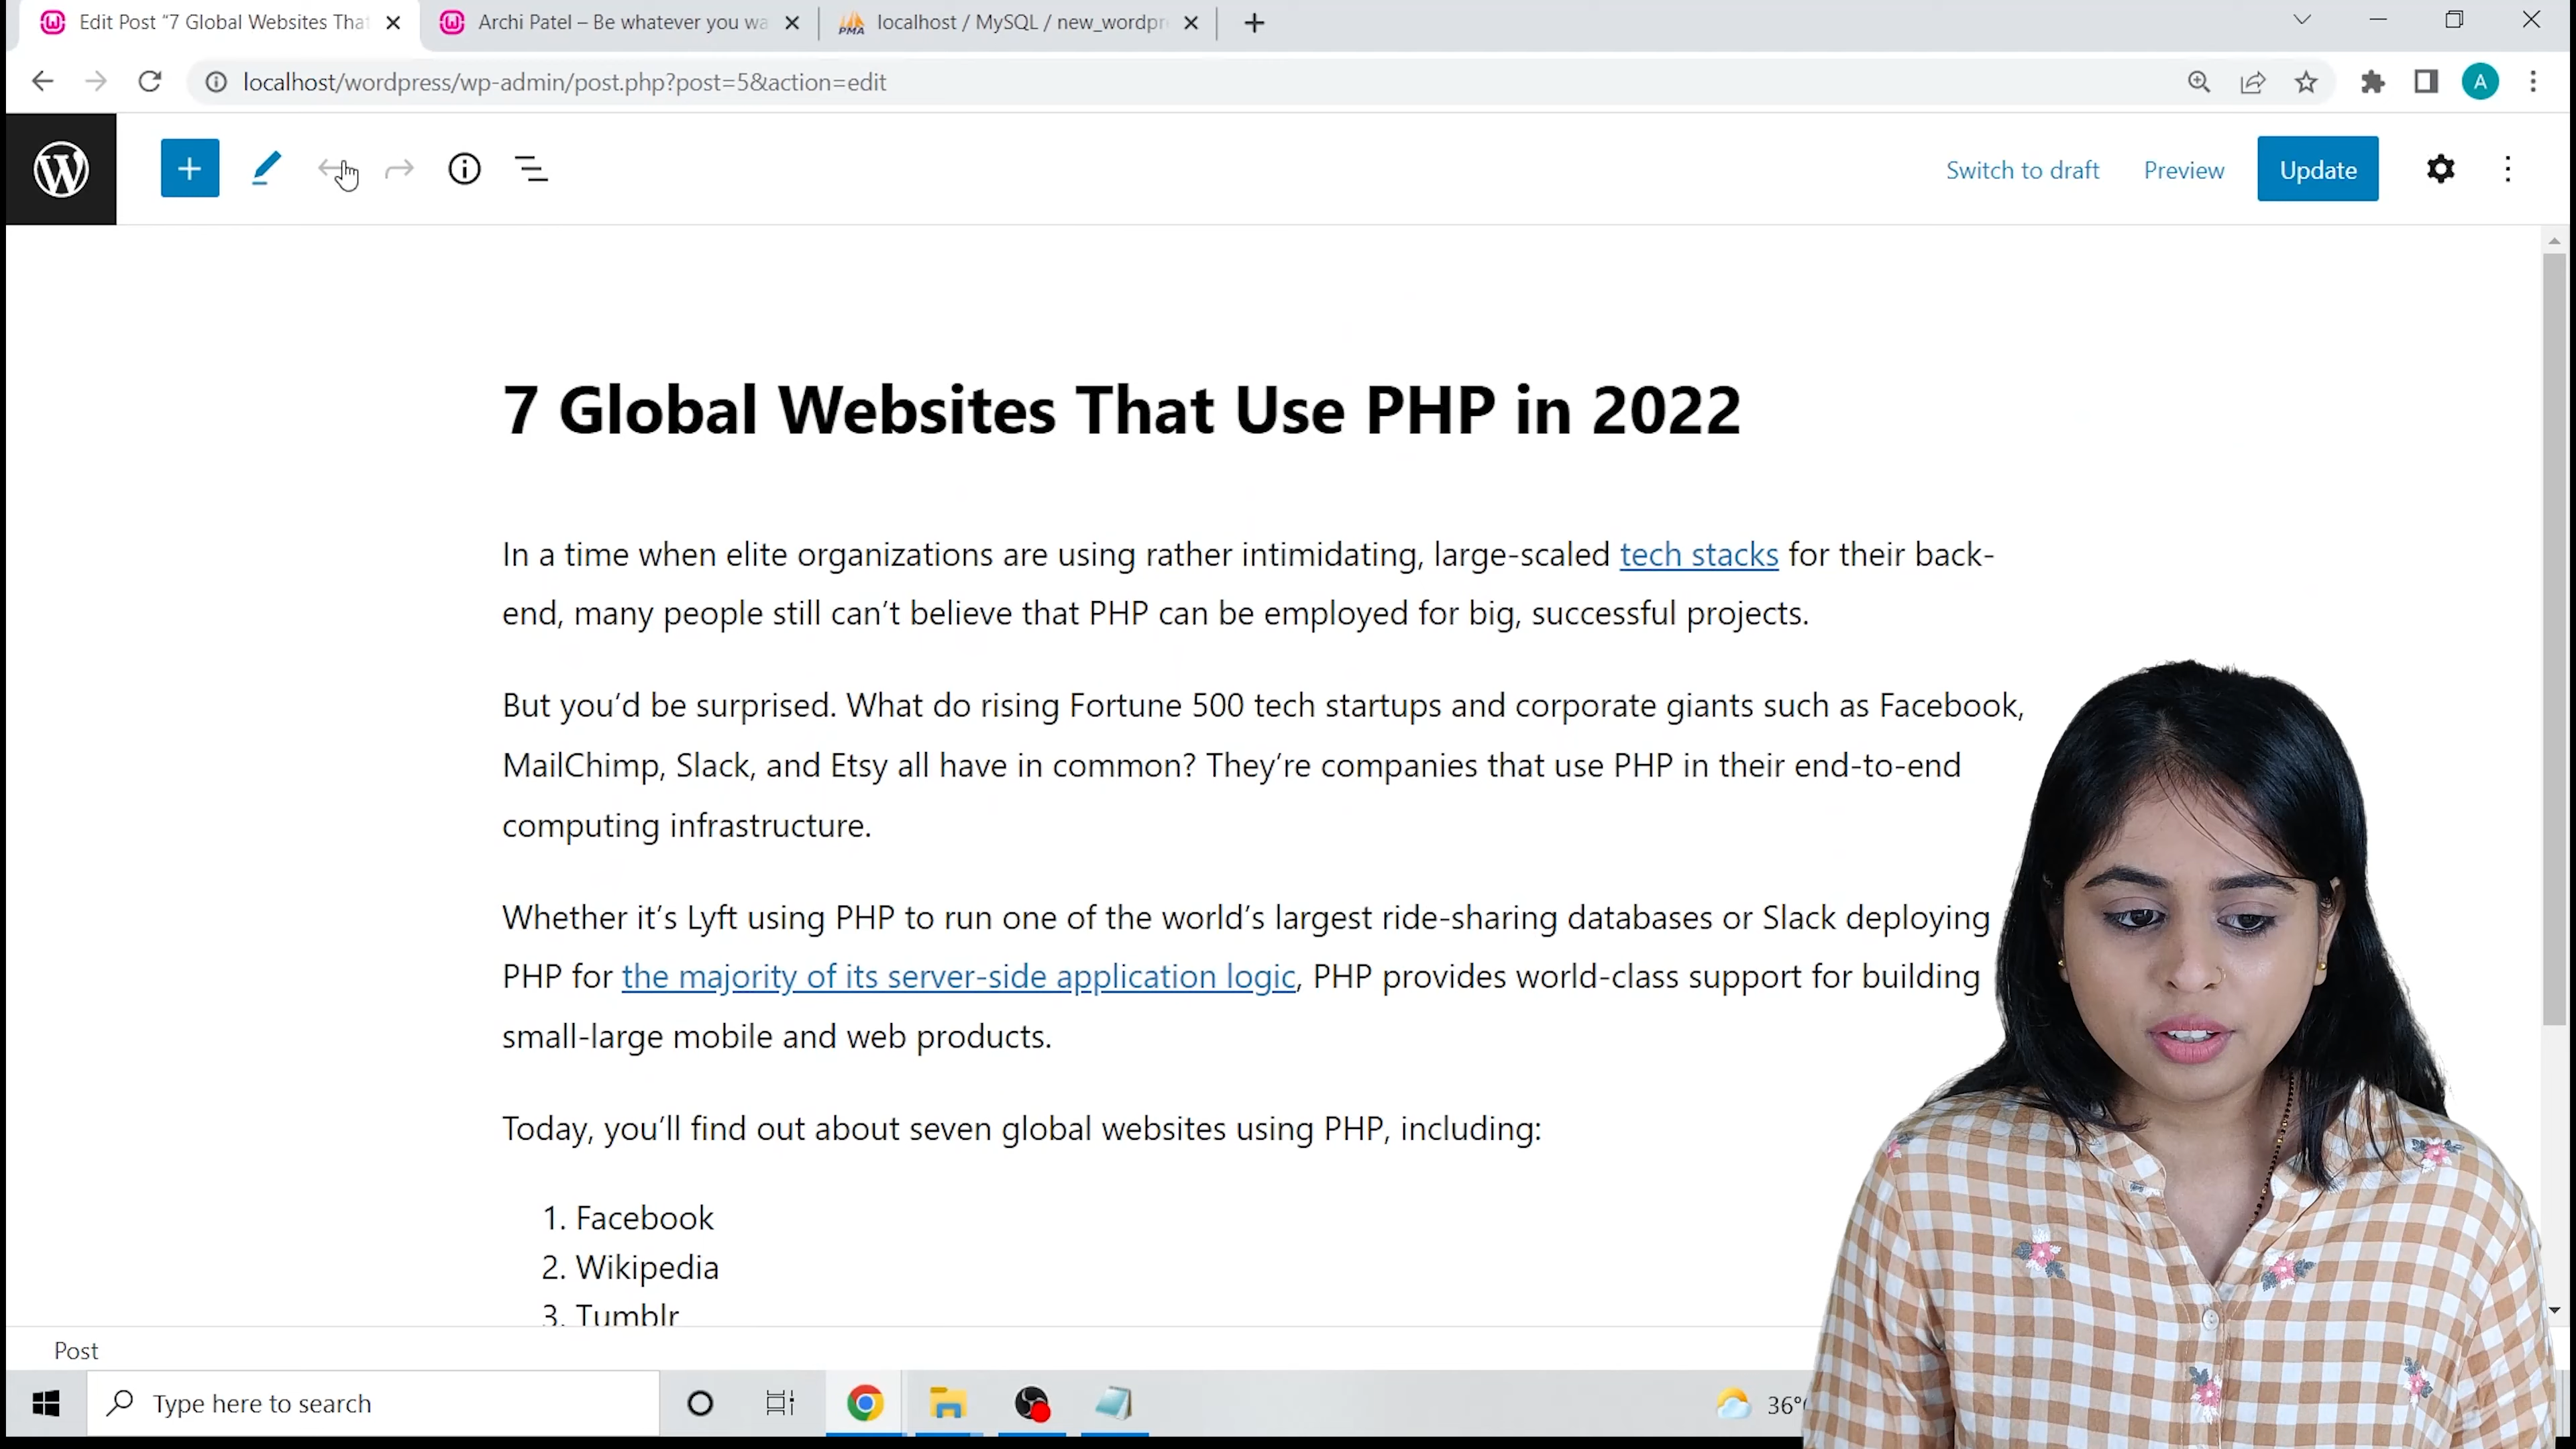 Edit Post “7 Global Websites That
Archi Patel – Be whatever you wa
PMA
localhost / MySQL / new_wordpr
localhost/wordpress/wp-admin/post.php?post=5&action=edit
A
Switch to draft
Preview
Update
7 Global Websites That Use PHP in 2022
In a time when elite organizations are using rather intimidating, large-scaled tech stacks for their back-
end, many people still can’t believe that PHP can be employed for big, successful projects.
But you’d be surprised. What do rising Fortune 500 tech startups and corporate giants such as Facebook,
MailChimp, Slack, and Etsy all have in common? They’re companies that use PHP in their end-to-end
computing infrastructure.
Whether it’s Lyft using PHP to run one of the world’s largest ride-sharing databases or Slack deploying
PHP for the majority of its server-side application logic, PHP provides world-class support for building
small-large mobile and web products.
Today, you’ll find out about seven global websites using PHP, including:
1. Facebook
2. Wikipedia
3. Tumblr
Post
Type here to search
36°